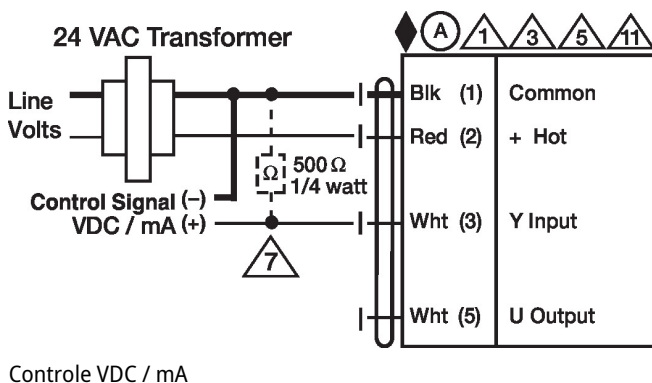 24 VAC Transformer
A 1 3 5 11
Line
Volts
Blk (1) Common
Red (2) + Hot
Ω 500 Ω
1/4 watt
Control Signal (–)
VDC / mA (+)
Wht (3) Y Input
7
Wht (5) U Output
Controle VDC / mA